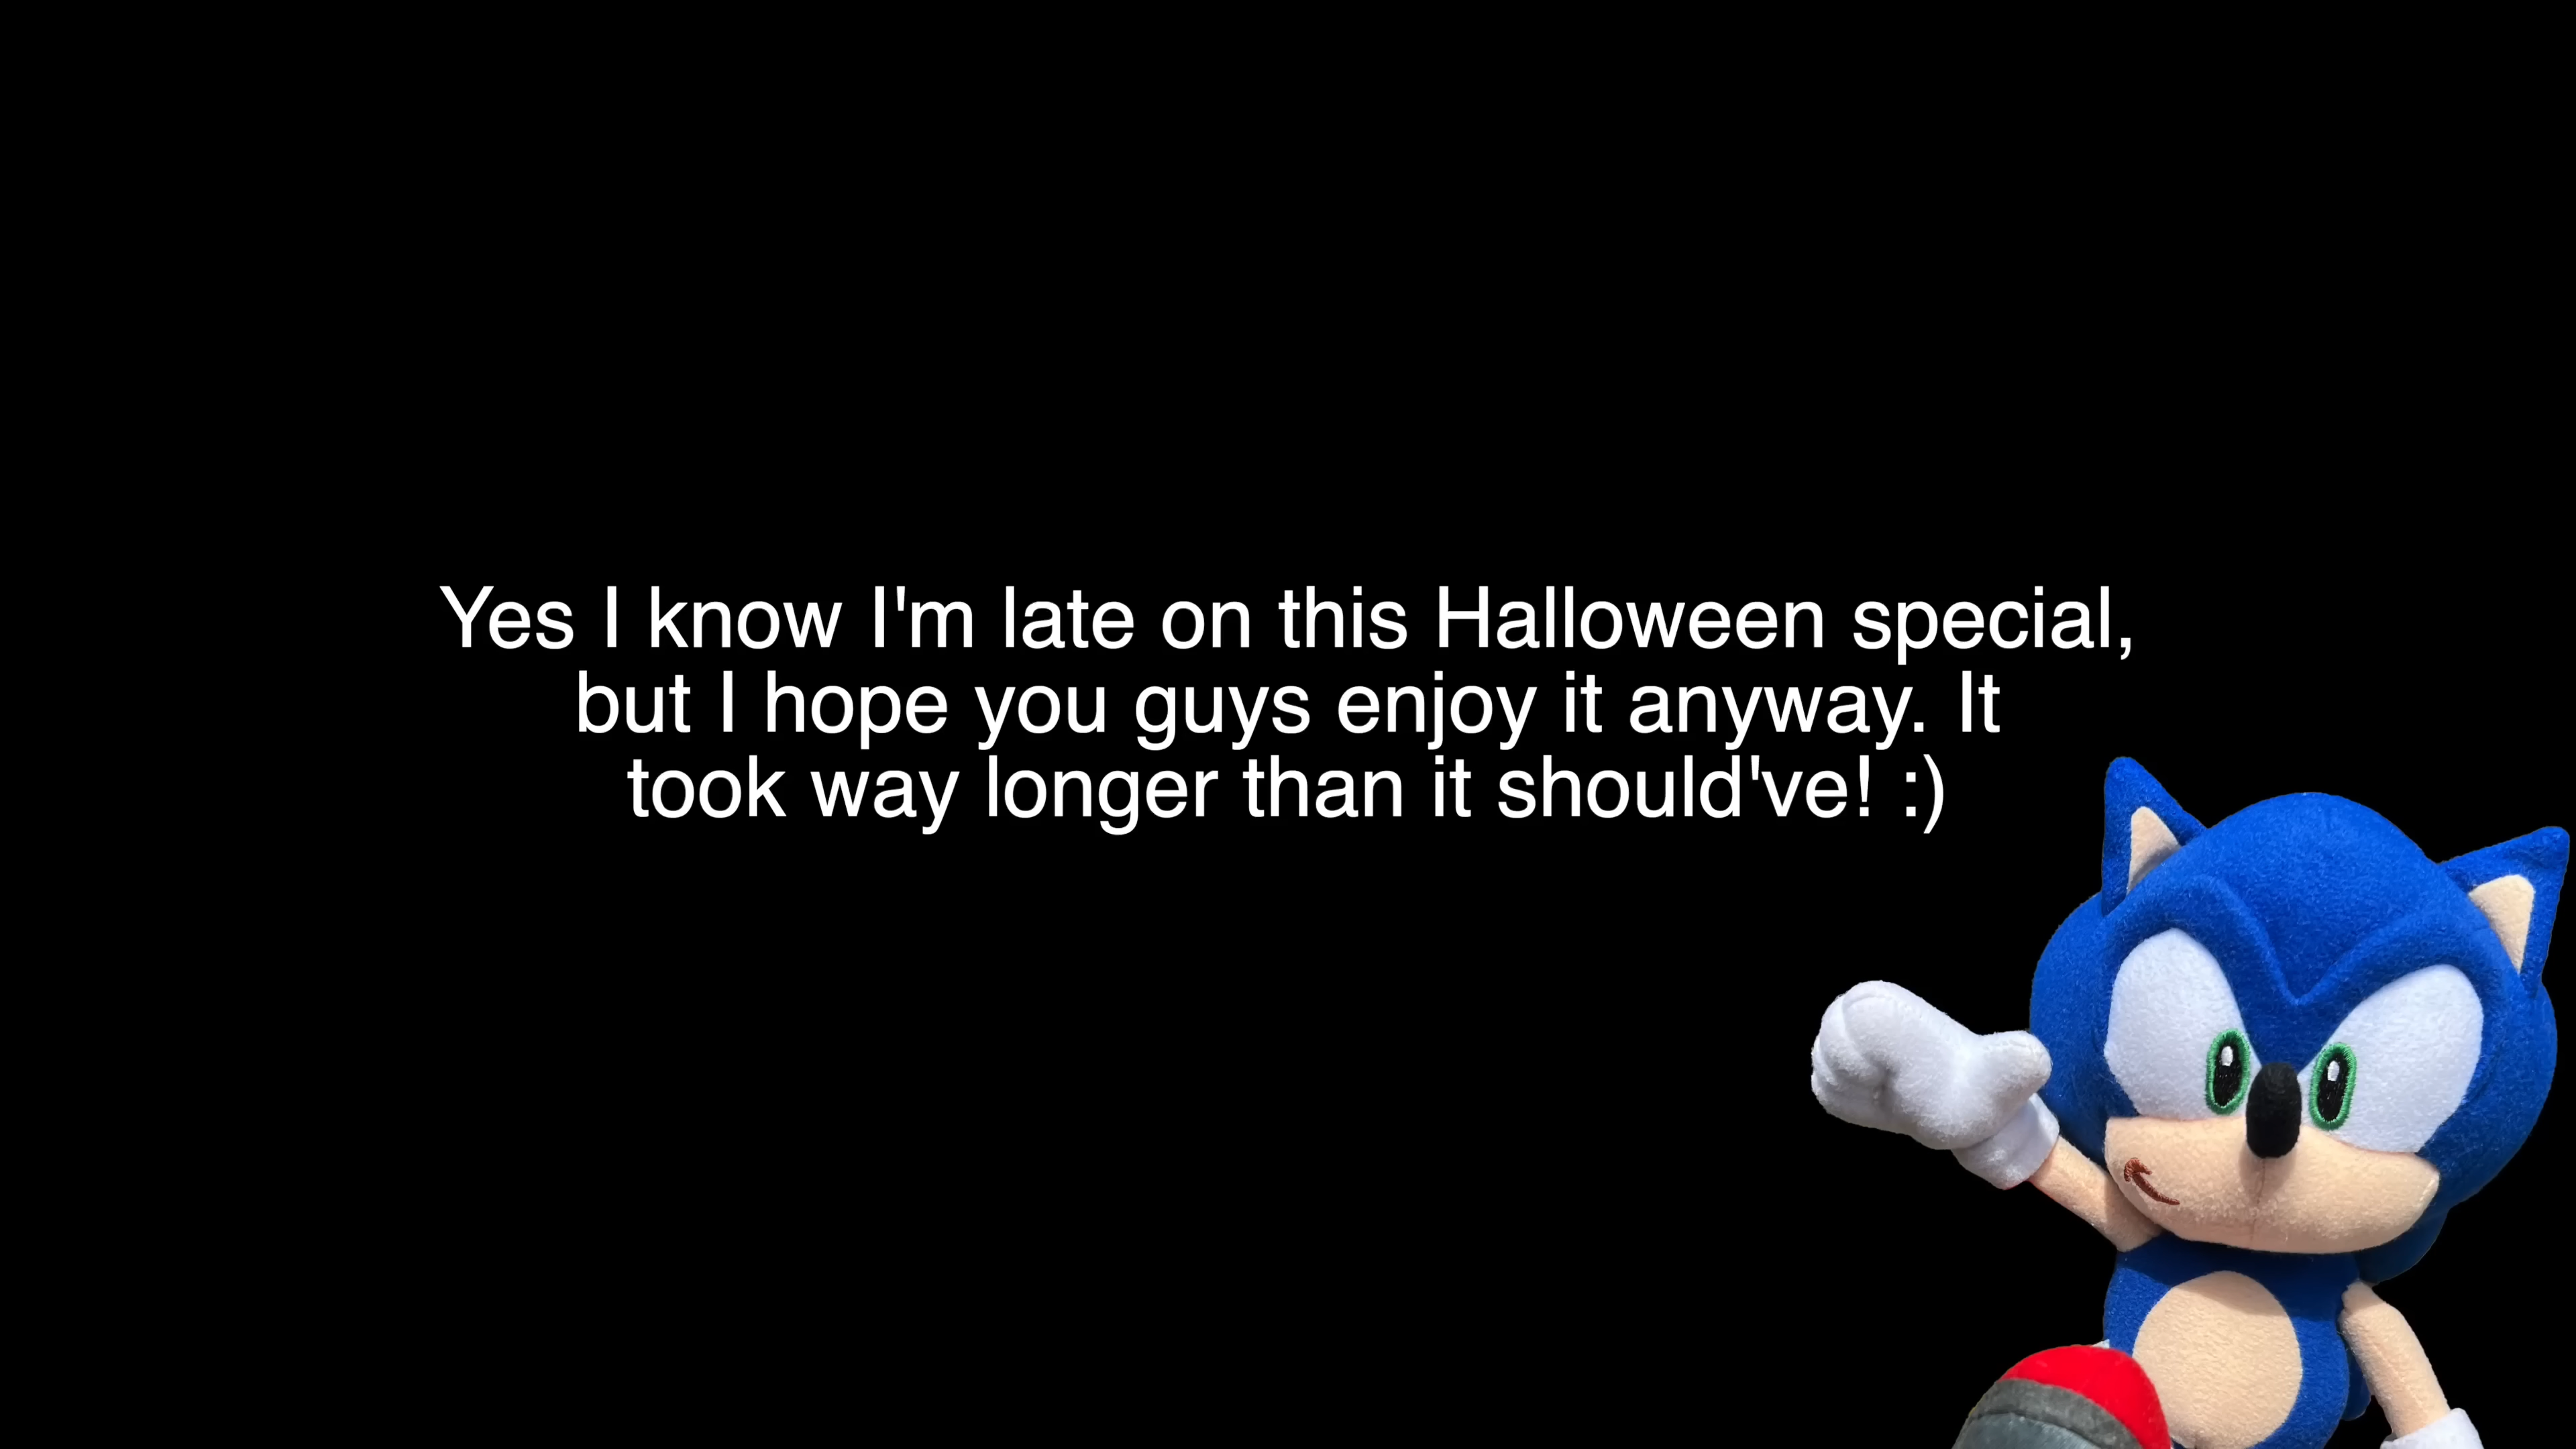 Yes I know I'm late on this Halloween special,
but I hope you guys enjoy it anyway. It
took way longer than it should've! :)